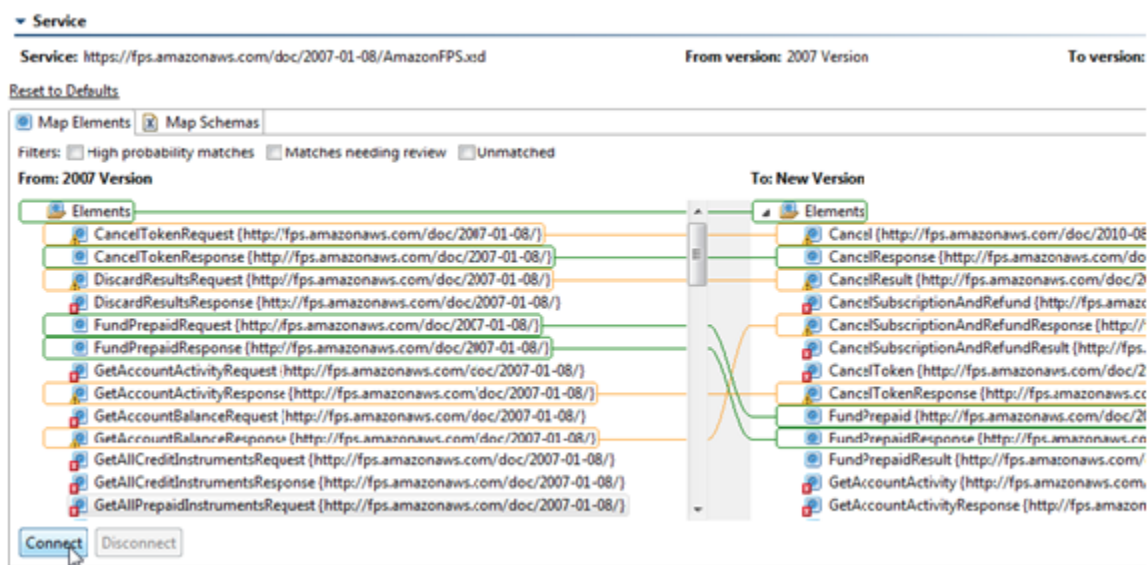 Service
Service: https://fps.amazonaws.com/doc/2007-01-08/AmazonFPS.xsd From version: 2007 Version To version:
Reset to Defaults
Map Elements Map Schemas
Filters: High probability matches Matches needing review Unmatched
From: 2007 Version To: New Version
Elements Elements
CancelTokenRequest {http://fps.amazonaws.com/doc/2007-01-08/} Cancel {http://fps.amazonaws.com/doc/2010-08
CancelTokenResponse {http://fps.amazonaws.com/doc/2007-01-08/} CancelResponse {http://fps.amazonaws.com/do
DiscardResultsRequest {http://fps.amazonaws.com/doc/2007-01-08/} CancelResult {http://fps.amazonaws.com/doc/2
DiscardResultsResponse {http://fps.amazonaws.com/doc/2007-01-08/} CancelSubscriptionAndRefund {http://fps.amaz
FundPrepaidRequest {http://fps.amazonaws.com/doc/2007-01-08/} CancelSubscriptionAndRefundResponse {http://
FundPrepaidResponse {http://fps.amazonaws.com/doc/2007-01-08/} CancelSubscriptionAndRefundResult {http://fps.
GetAccountActivityRequest {http://fps.amazonaws.com/doc/2007-01-08/} CancelToken {http://fps.amazonaws.com/doc/2
GetAccountActivityResponse {http://fps.amazonaws.com/doc/2007-01-08/} CancelTokenResponse {http://fps.amazonaws.co
GetAccountBalanceRequest {http://fps.amazonaws.com/doc/2007-01-08/} FundPrepaid {http://fps.amazonaws.com/doc/2
GetAccountBalanceResponse {http://fps.amazonaws.com/doc/2007-01-08/} FundPrepaidResponse {http://fps.amazonaws.co
GetAllCreditInstrumentsRequest {http://fps.amazonaws.com/doc/2007-01-08/} FundPrepaidResult {http://fps.amazonaws.com/
GetAllCreditInstrumentsResponse {http://fps.amazonaws.com/doc/2007-01-08/} GetAccountActivity {http://fps.amazonaws.com,
GetAllPrepaidInstrumentsRequest {http://fps.amazonaws.com/doc/2007-01-08/} GetAccountActivityResponse {http://fps.amazon
Connect Disconnect